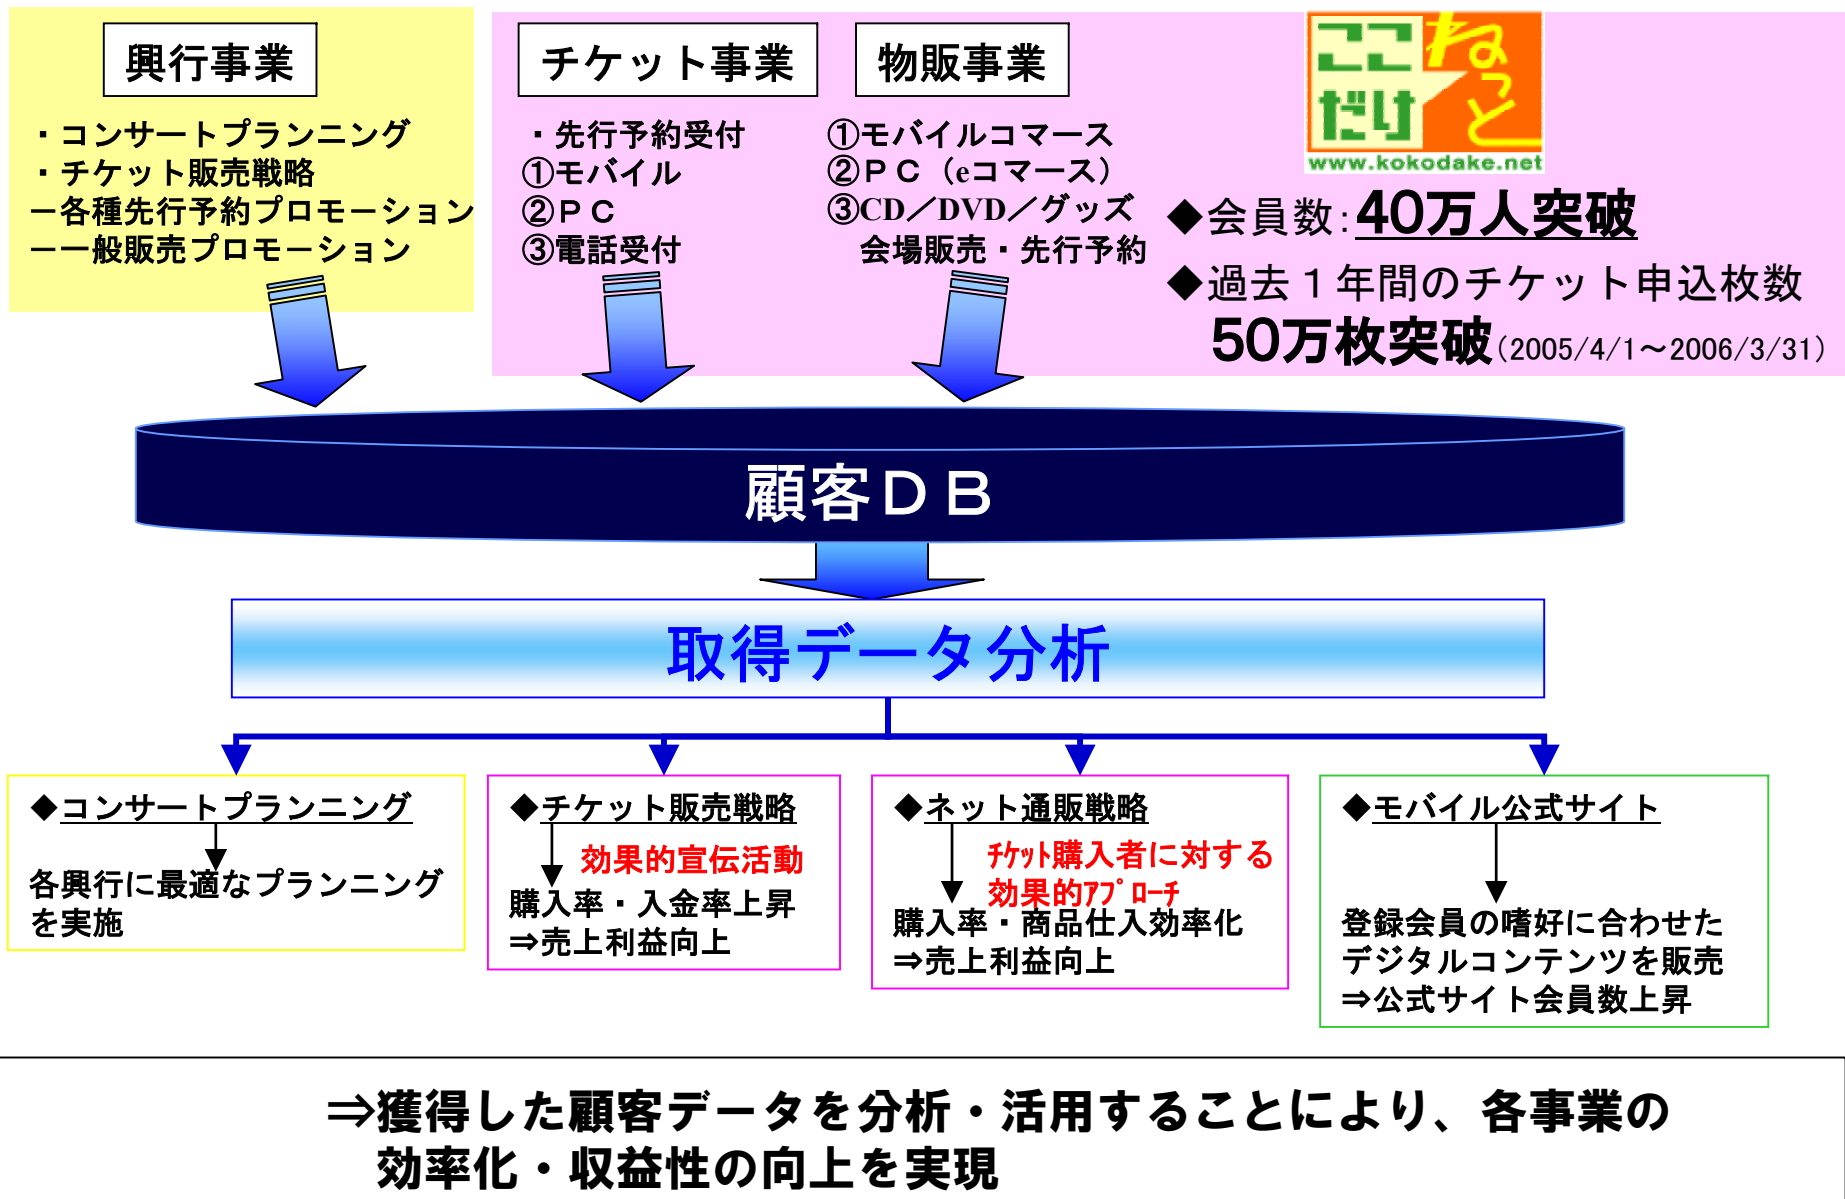 興行事業
・コンサートプランニング
・チケット販売戦略
－各種先行予約プロモーション
－一般販売プロモーション
チケット事業
・先行予約受付
①モバイル
②ＰＣ
③電話受付
物販事業
①モバイルコマース
②ＰＣ（eコマース）
③CD／DVD／グッズ
会場販売・先行予約
ここ
だけ
ねっと
www.kokodake.net
◆会員数：40万人突破
◆過去１年間のチケット申込枚数
50万枚突破（2005/4/1～2006/3/31）
顧客ＤＢ
取得データ分析
◆コンサートプランニング
各興行に最適なプランニング
を実施
◆チケット販売戦略
効果的宣伝活動
購入率・入金率上昇
⇒売上利益向上
◆ネット通販戦略
ﾁｹｯﾄ購入者に対する
効果的ｱﾌﾟﾛｰﾁ
購入率・商品仕入効率化
⇒売上利益向上
◆モバイル公式サイト
登録会員の嗜好に合わせた
デジタルコンテンツを販売
⇒公式サイト会員数上昇
⇒獲得した顧客データを分析・活用することにより、各事業の
効率化・収益性の向上を実現